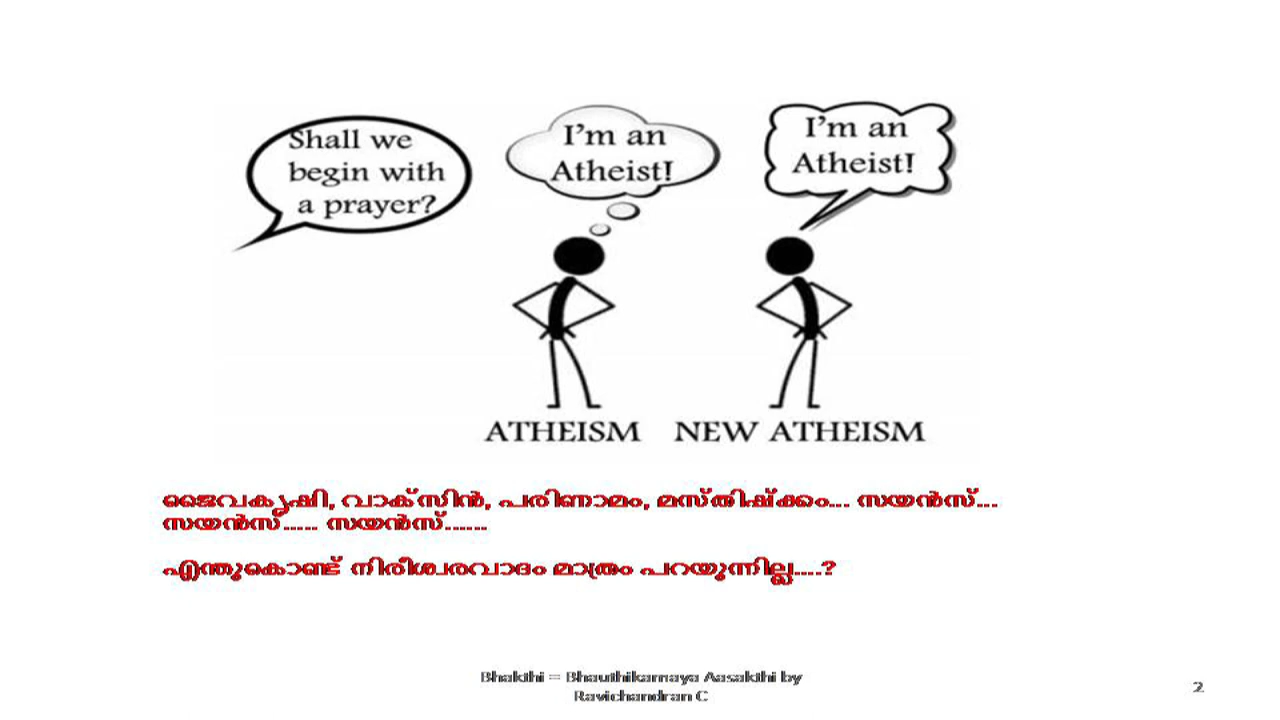 Shall we
begin with
a prayer?
I'm an
Atheist!
I'm an
Atheist!
ATHEISM
NEW ATHEISM
ജൈവകൃഷി, വാക്സിൻ, പരിണാമം, മസ്തിഷ്ക്കം... സയൻസ്...
സയൻസ്..... സയൻസ്......
എന്തുകൊണ്ട് നിരീശ്വരവാദം മാത്രം പറയുന്നില്ല....?
Bhakthi = Bhauthikamaya Aasakthi by
Ravichandran C
2